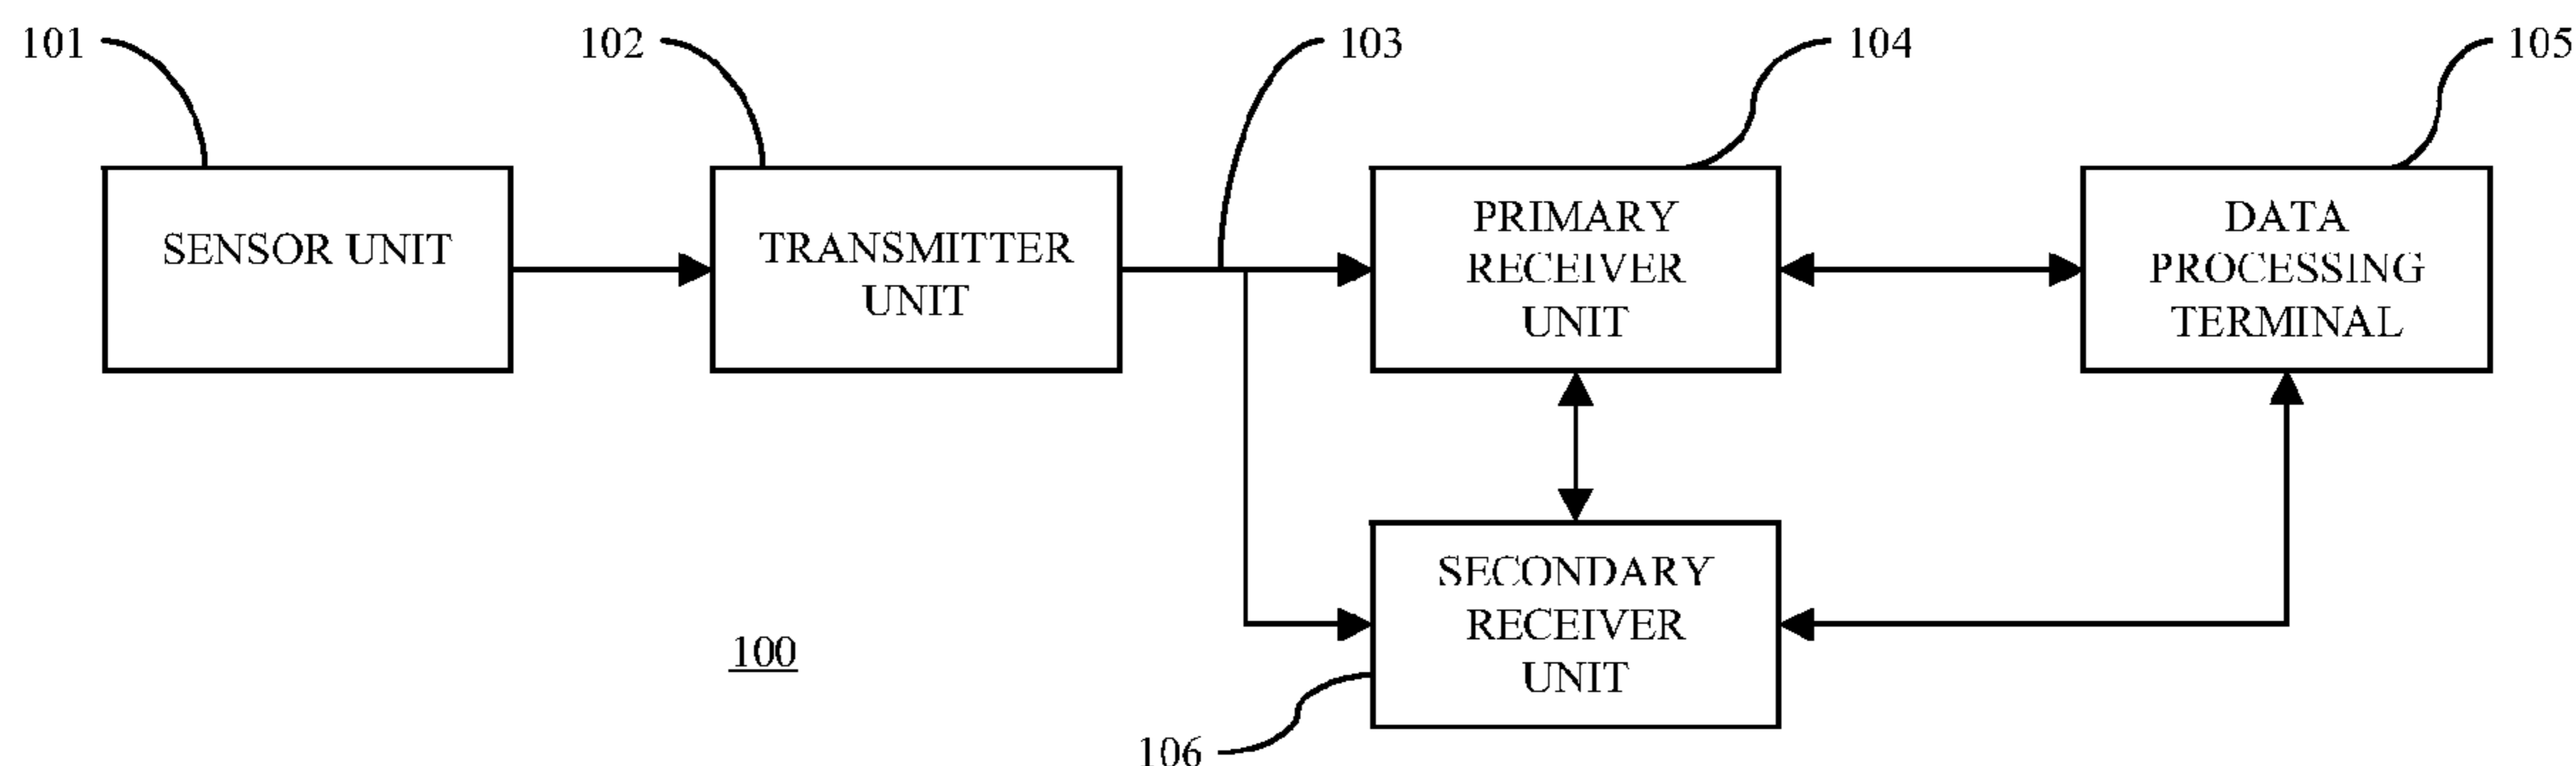 101
102
103
104
105
SENSOR UNIT
TRANSMITTER
UNIT
PRIMARY
RECEIVER
UNIT
DATA
PROCESSING
TERMINAL
SECONDARY
RECEIVER
UNIT
100
106